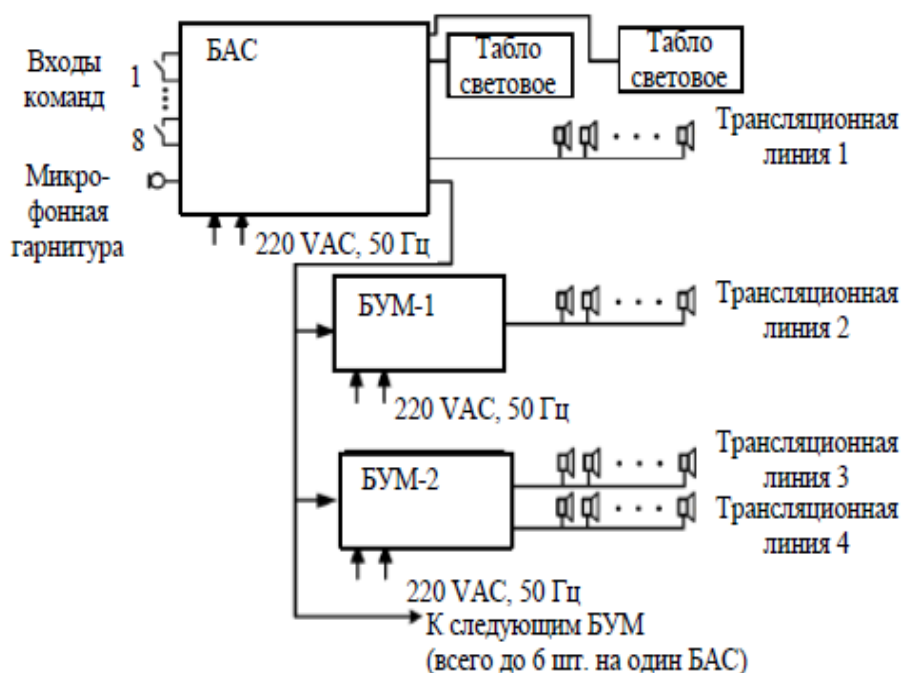 БАС
Табло
световое
Табло
световое
Входы
команд
1
8
Трансляционная
линия 1
Микро-
фонная
гарнитура
220 VAC, 50 Гц
БУМ-1
Трансляционная
линия 2
220 VAC, 50 Гц
БУМ-2
Трансляционная
линия 3
Трансляционная
линия 4
220 VAC, 50 Гц
К следующим БУМ
(всего до 6 шт. на один БАС)